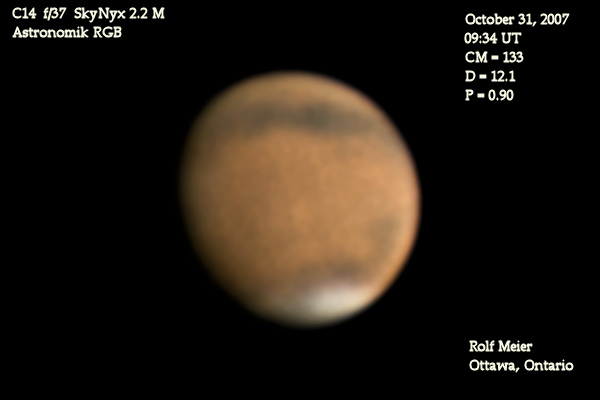 C14 f/37 SkyNyx 2.2 M
Astronomik RGB
October 31, 2007
09:34 UT
CM = 133
D = 12.1
P = 0.90
Rolf Meier
Ottawa, Ontario